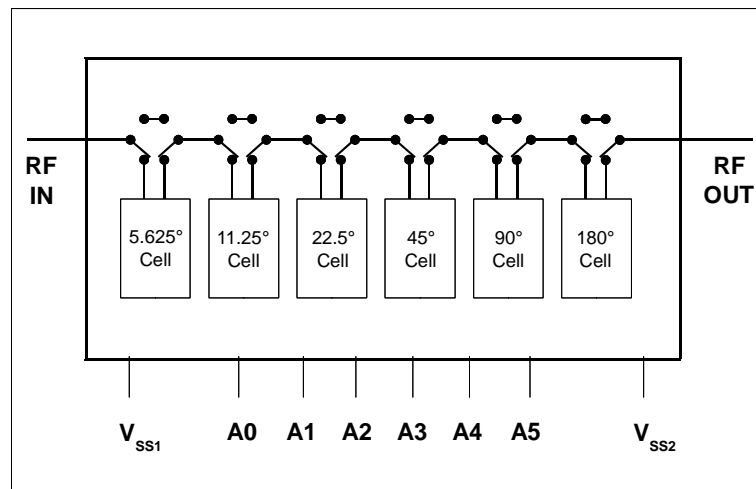 RF
IN
RF
OUT
5.625°
Cell
11.25°
Cell
22.5°
Cell
45°
Cell
90°
Cell
180°
Cell
VSS1 A0 A1 A2 A3 A4 A5 VSS2